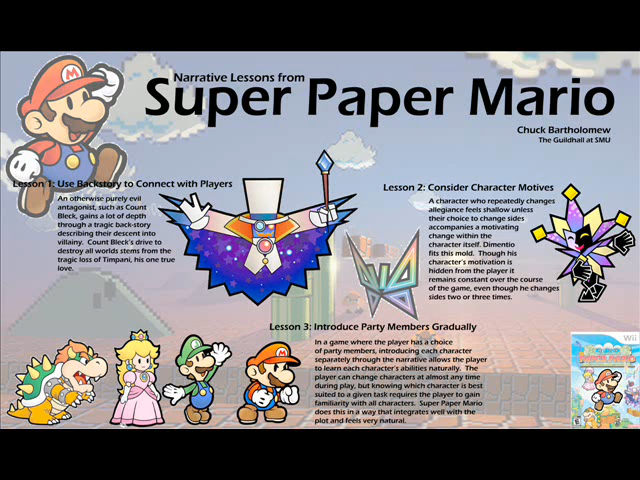 Narrative Lessons from
Super Paper Mario
Chuck Bartholomew
The Guildhall at SMU
Lesson 1: Use Backstory to Connect with Players
An otherwise purely evil
antagonist, such as Count
Bleck, gains a lot of depth
through a tragic back-story
describing their descent into
villainy.  Count Bleck's drive to
destroy all worlds stems from the
tragic loss of Timpani, his one true
love.
Lesson 2: Consider Character Motives
A character who repeatedly changes
allegiance feels shallow unless
their choice to change sides
accompanies a motivating
change within the
character itself. Dimentio
fits this mold.  Though his
character's motivation is
hidden from the player it
remains constant over the course
of the game, even though he changes
sides two or three times.
Lesson 3: Introduce Party Members Gradually
In a game where the player has a choice
of party members, introducing each character
separately through the narrative allows the player
to learn each character's abilities naturally.  The
player can change characters at almost any time
during play, but knowing which character is best
suited to a given task requires the player to gain
familiarity with all characters.  Super Paper Mario
does this in a way that integrates well with the
plot and feels very natural.
M
L
M
Wii
SUPER
PAPER MARIO
E